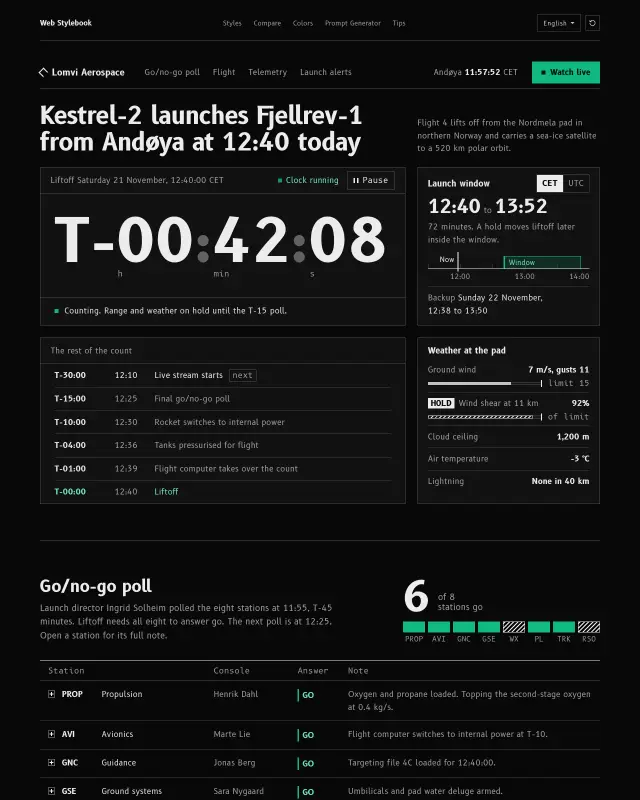 Web Stylebook
Styles Compare Colors Prompt Generator Tips
English
Lomvi Aerospace
Go/no-go poll Flight Telemetry Launch alerts
Andøya 11:57:52 CET
Watch live
Kestrel-2 launches Fjellrev-1
from Andøya at 12:40 today
Flight 4 lifts off from the Nordmela pad in
northern Norway and carries a sea-ice satellite
to a 520 km polar orbit.
Liftoff Saturday 21 November, 12:40:00 CET
Clock running
Pause
T-00:42:08
h min s
Counting. Range and weather on hold until the T-15 poll.
Launch window
CET UTC
12:40 to 13:52
72 minutes. A hold moves liftoff later
inside the window.
Now
Window
12:00 13:00 14:00
Backup Sunday 22 November,
12:38 to 13:50
The rest of the count
T-30:00 12:10 Live stream starts next
T-15:00 12:25 Final go/no-go poll
T-10:00 12:30 Rocket switches to internal power
T-04:00 12:36 Tanks pressurised for flight
T-01:00 12:39 Flight computer takes over the count
T-00:00 12:40 Liftoff
Weather at the pad
Ground wind 7 m/s, gusts 11
limit 15
HOLD Wind shear at 11 km 92%
of limit
Cloud ceiling 1,200 m
Air temperature -3 °C
Lightning None in 40 km
Go/no-go poll
Launch director Ingrid Solheim polled the eight stations at 11:55, T-45
minutes. Liftoff needs all eight to answer go. The next poll is at 12:25.
Open a station for its full note.
6 of 8
stations go
PROP AVI GNC GSE WX PL TRK RSO
Station Console Answer Note
PROP Propulsion Henrik Dahl GO Oxygen and propane loaded. Topping the second-stage oxygen
at 0.4 kg/s.
AVI Avionics Marte Lie GO Flight computer switches to internal power at T-10.
GNC Guidance Jonas Berg GO Targeting file 4C loaded for 12:40:00.
GSE Ground systems Sara Nygaard GO Umbilicals and pad water deluge armed.